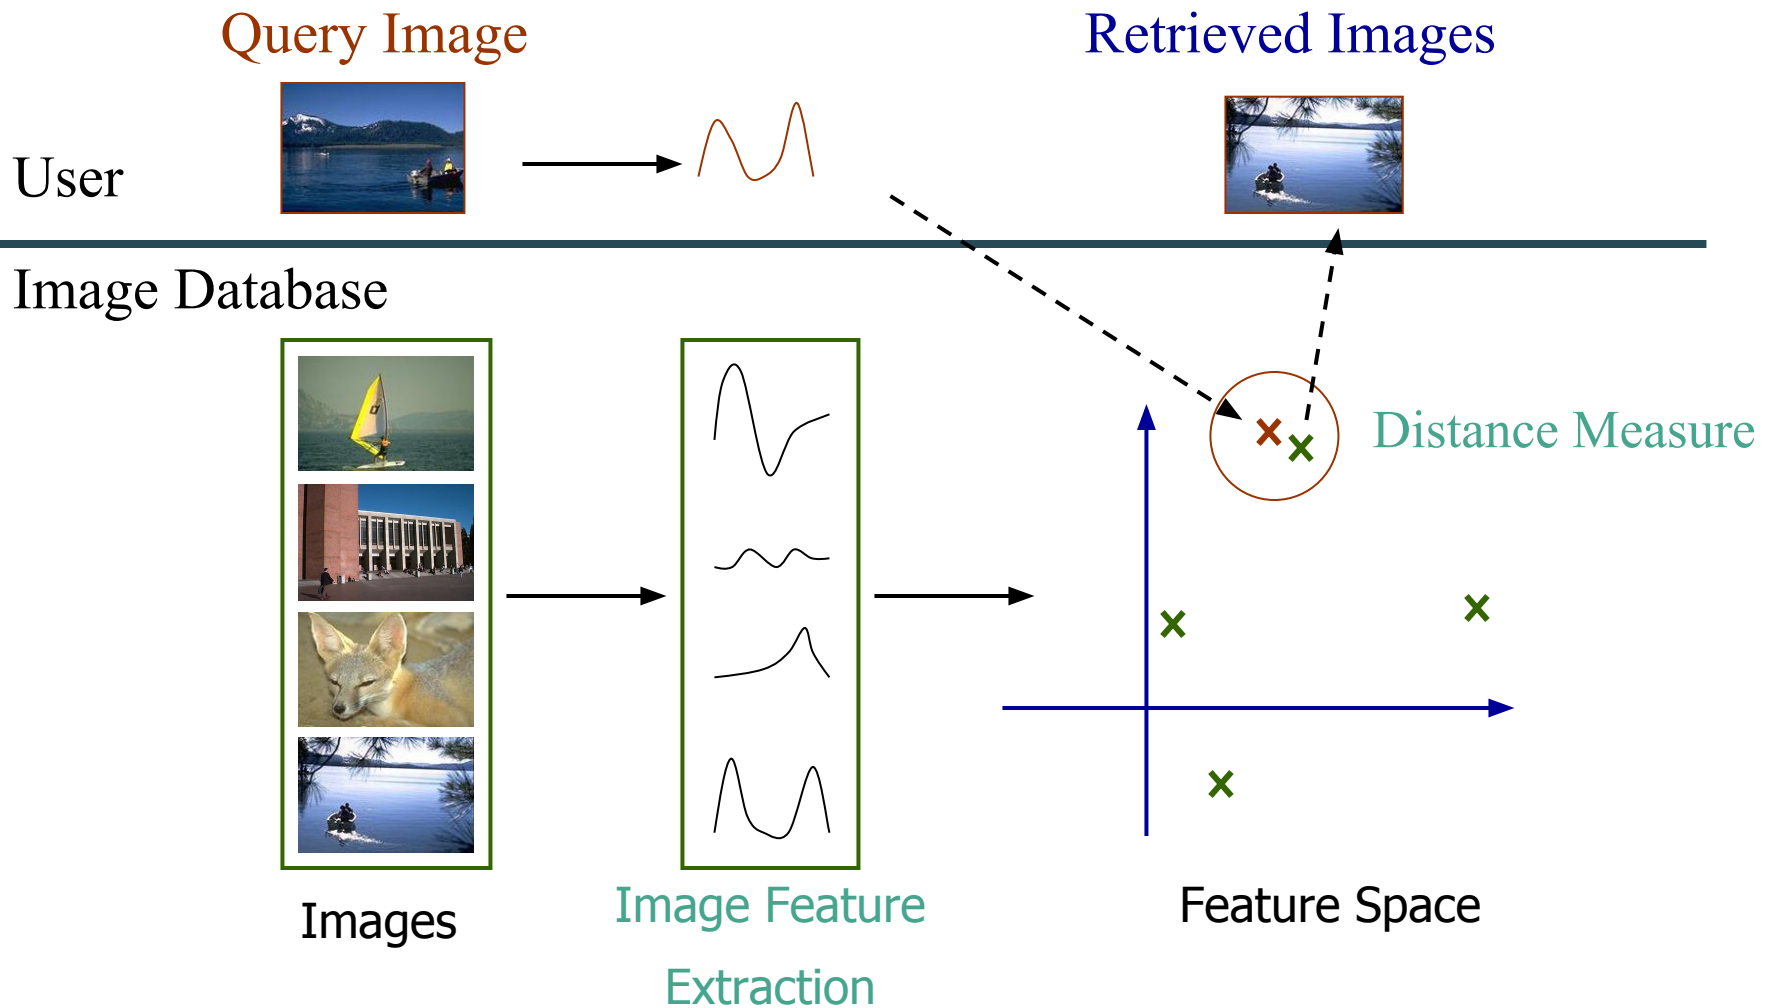 Query Image
Retrieved Images
User
Image Database
Distance Measure
Images
Image Feature
Extraction
Feature Space